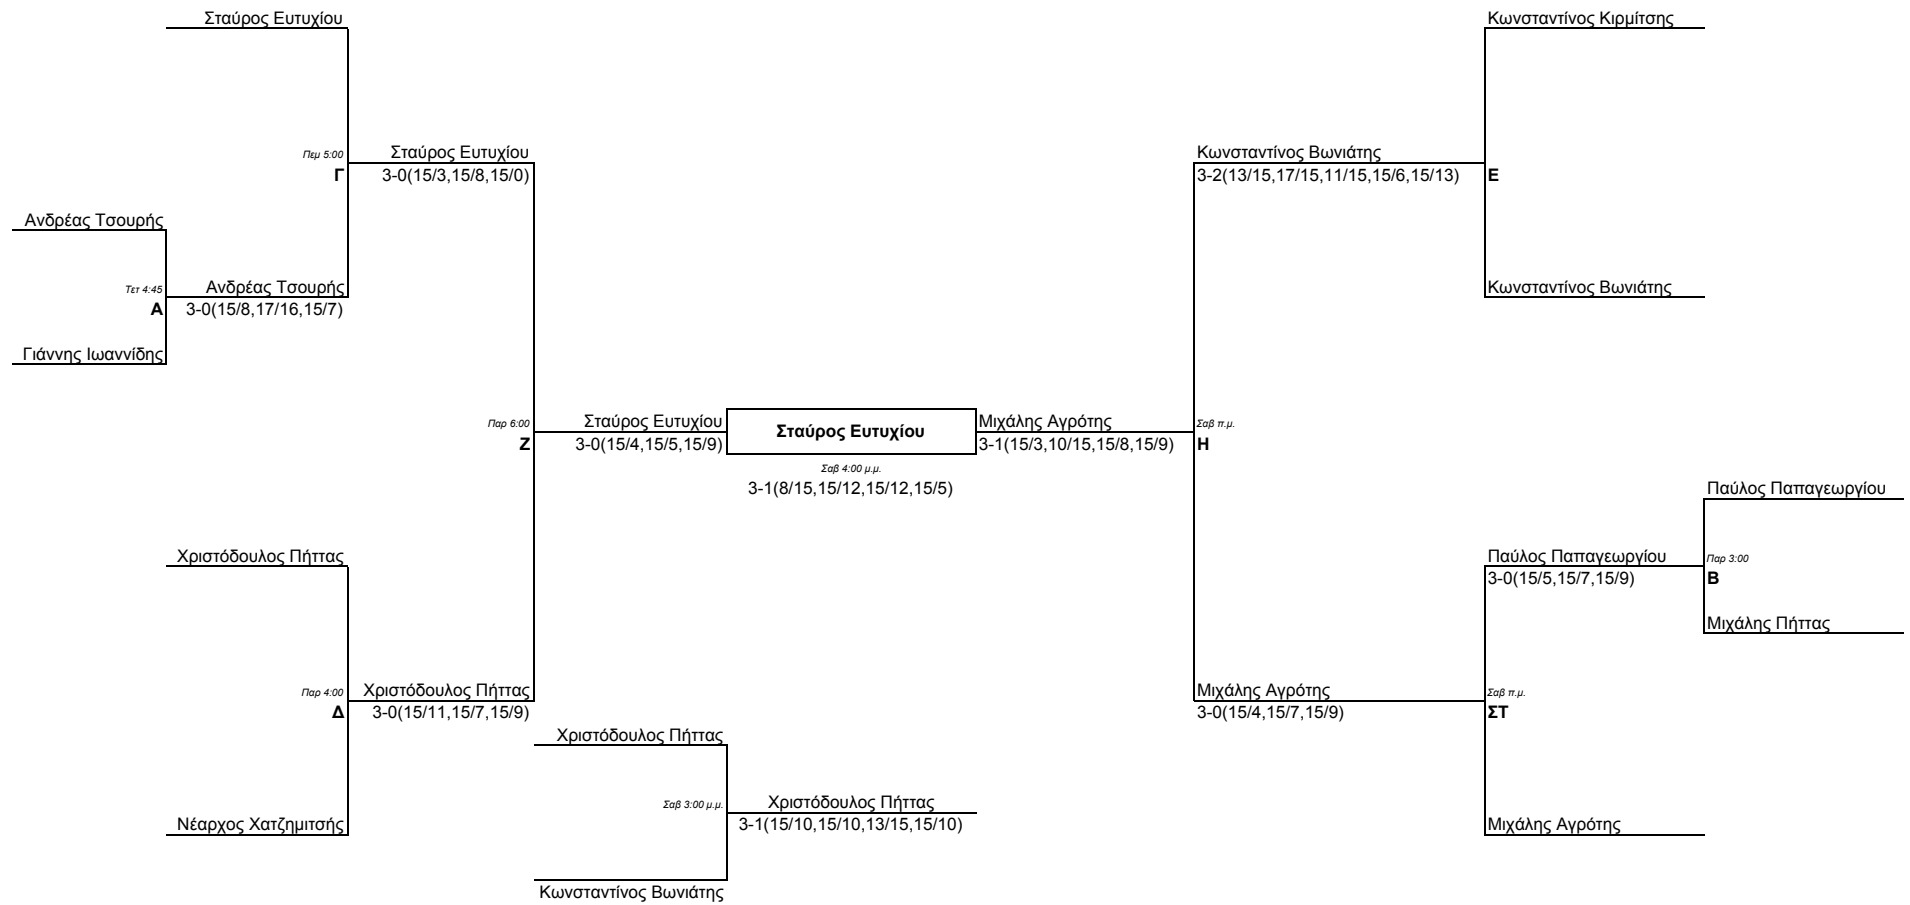 Σταύρος Ευτυχίου
Κωνσταντίνος Κιρμίτσης
Πεμ 5:00
Σταύρος Ευτυχίου
Κωνσταντίνος Βωνιάτης
Γ
3-0(15/3,15/8,15/0)
3-2(13/15,17/15,11/15,15/6,15/13)
Ε
Ανδρέας Τσουρής
Τετ 4:45
Ανδρέας Τσουρής
Κωνσταντίνος Βωνιάτης
Α
3-0(15/8,17/16,15/7)
Γιάννης Ιωαννίδης
Παρ 6:00
Σταύρος Ευτυχίου
Σταύρος Ευτυχίου
Μιχάλης Αγρότης
Σαβ π.μ.
Ζ
3-0(15/4,15/5,15/9)
3-1(15/3,10/15,15/8,15/9)
Η
Σαβ 4:00 μ.μ.
3-1(8/15,15/12,15/12,15/5)
Παύλος Παπαγεωργίου
Χριστόδουλος Πήττας
Παύλος Παπαγεωργίου
Παρ 3:00
3-0(15/5,15/7,15/9)
Β
Μιχάλης Πήττας
Παρ 4:00
Χριστόδουλος Πήττας
Μιχάλης Αγρότης
Σαβ π.μ.
Δ
3-0(15/11,15/7,15/9)
3-0(15/4,15/7,15/9)
ΣΤ
Χριστόδουλος Πήττας
Σαβ 3:00 μ.μ.
Χριστόδουλος Πήττας
Νέαρχος Χατζημιτσής
3-1(15/10,15/10,13/15,15/10)
Μιχάλης Αγρότης
Κωνσταντίνος Βωνιάτης